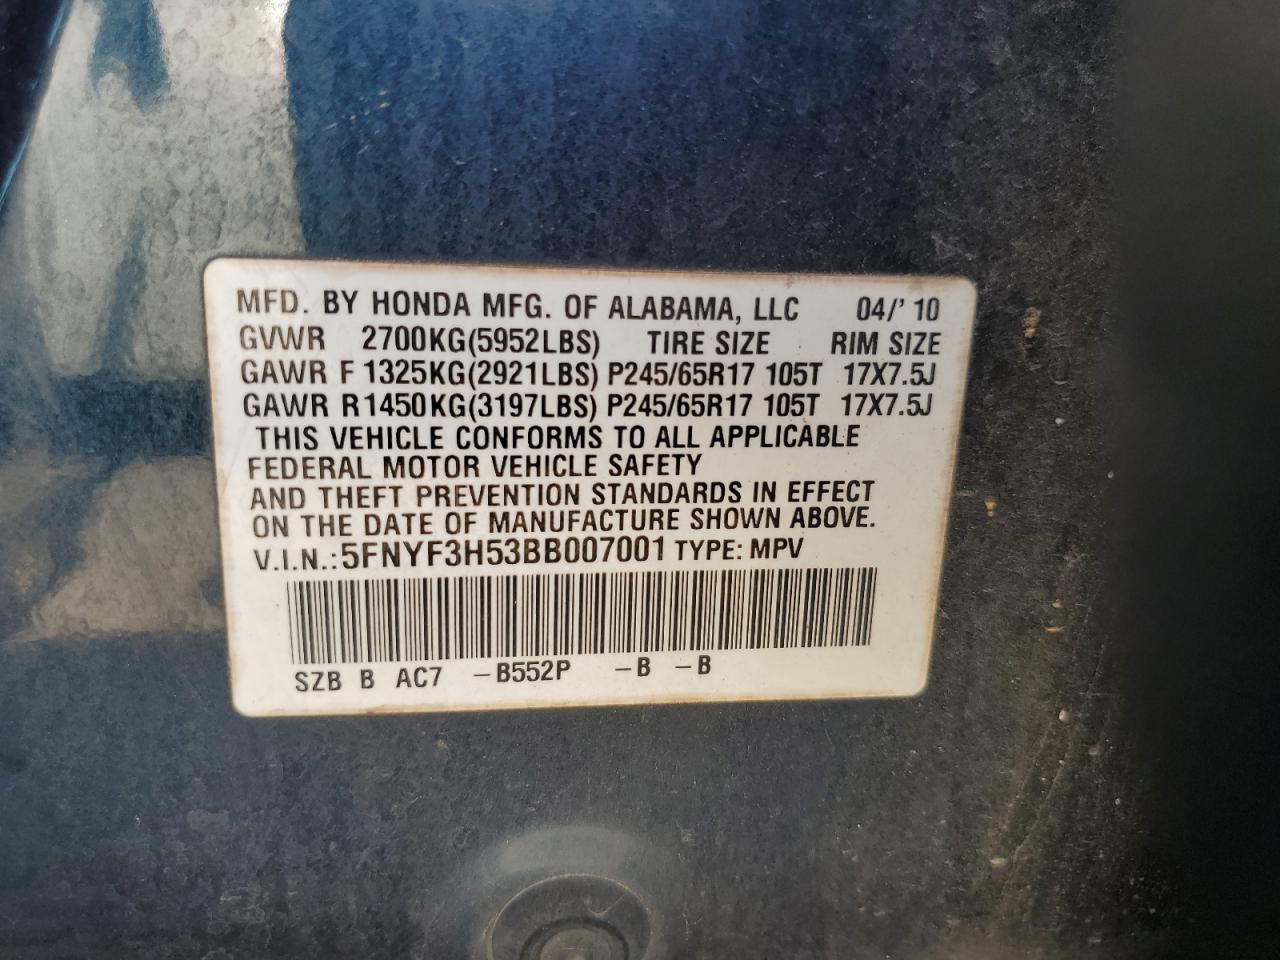 MFD. BY HONDA MFG. OF ALABAMA, LLC 04/'10
GVWR 2700KG(5952LBS) TIRE SIZE RIM SIZE
GAWR F 1325KG(2921LBS) P245/65R17 105T 17X7.5J
GAWR R 1450KG(3197LBS) P245/65R17 105T 17X7.5J
THIS VEHICLE CONFORMS TO ALL APPLICABLE
FEDERAL MOTOR VEHICLE SAFETY
AND THEFT PREVENTION STANDARDS IN EFFECT
ON THE DATE OF MANUFACTURE SHOWN ABOVE.
V.I.N.: 5FNYF3H53BB007001 TYPE: MPV
SZB B AC7 -B552P -B -B